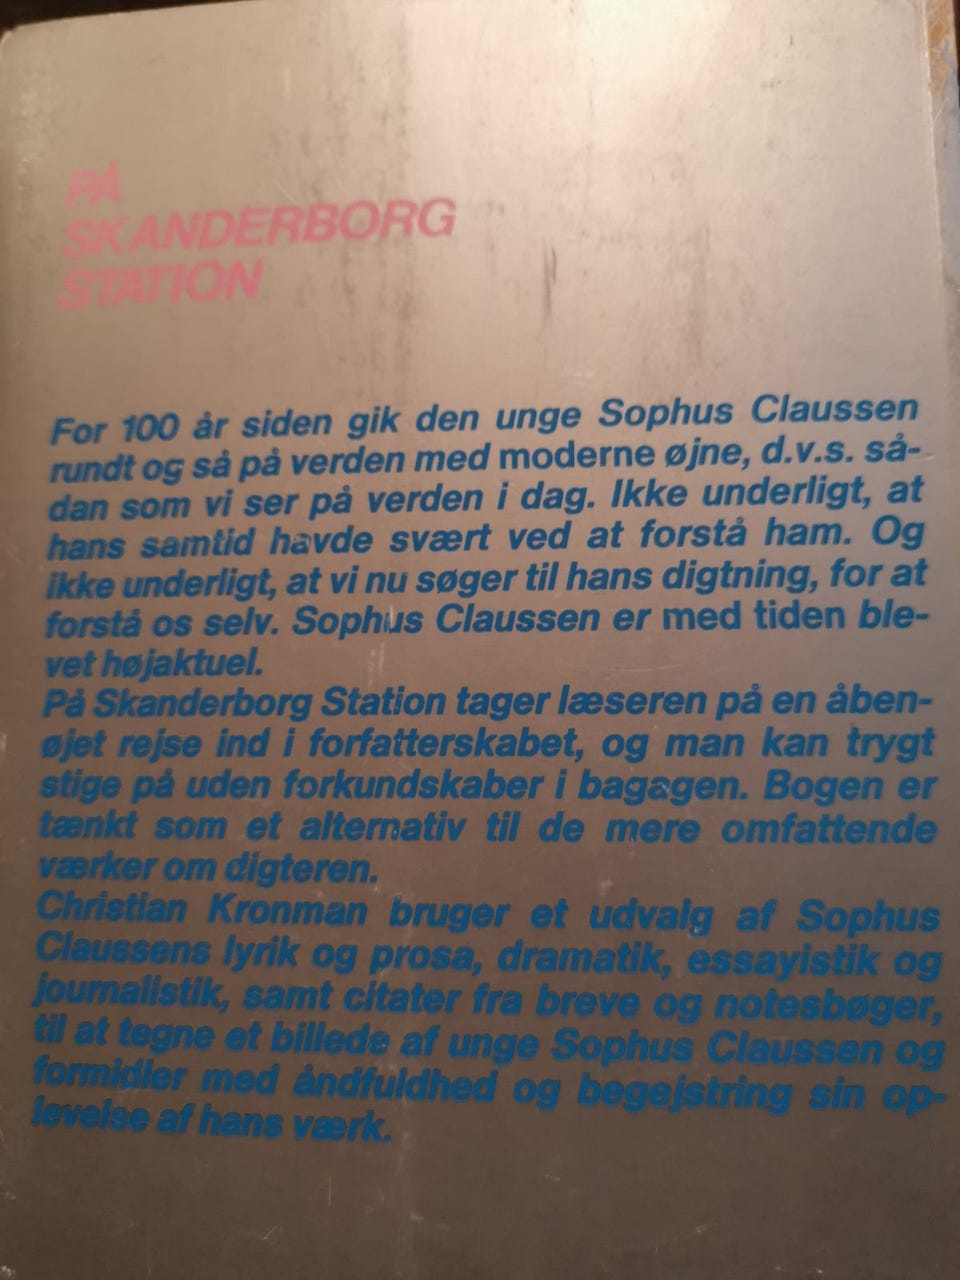 PÅ
SKANDERBORG
STATION
For 100 år siden gik den unge Sophus Claussen
rundt og så på verden med moderne øjne, d.v.s. så-
dan som vi ser på verden i dag. Ikke underligt, at
hans samtid havde svært ved at forstå ham. Og
ikke underligt, at vi nu søger til hans digtning, for at
forstå os selv. Sophus Claussen er med tiden ble-
vet højaktuel.
På Skanderborg Station tager læseren på en åben-
øjet rejse ind i forfatterskabet, og man kan trygt
stige på uden forkundskaber i bagagen. Bogen er
tænkt som et alternativ til de mere omfattende
værker om digteren.
Christian Kronman bruger et udvalg af Sophus
Claussens lyrik og prosa, dramatik, essayistik og
journalistik, samt citater fra breve og notesbøger,
til at tegne et billede af unge Sophus Claussen og
formidler med åndfuldhed og begejstring sin op-
levelse af hans værk.